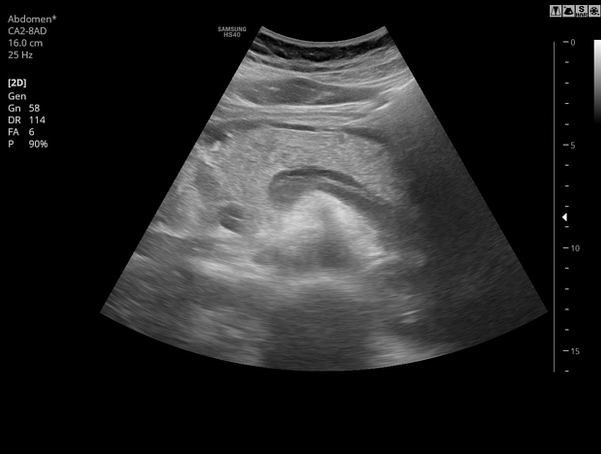 Abdomen*
CA2-8AD
16.0 cm
25 Hz
[2D]
Gen
Gn 58
DR 114
FA 6
P 90%
SAMSUNG
HS40
0
5
10
15